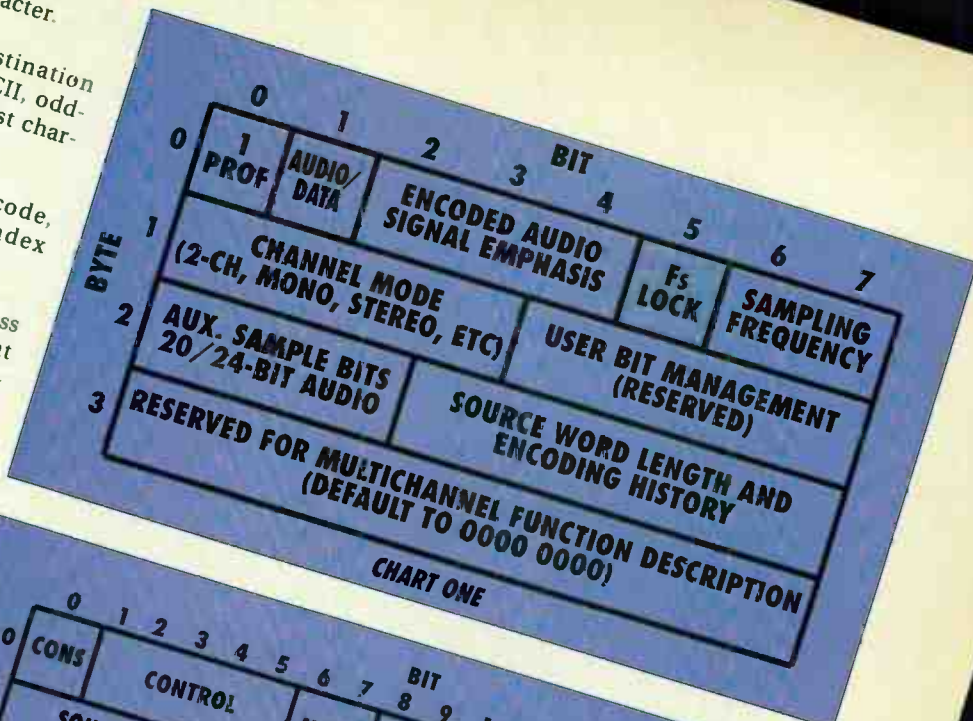 acter.
stination
CII, odd-
st char-
code,
ndex
ss
BIT
0 1 2 3 4 5 6 7
BYTE
0
1
PROF
AUDIO/
DATA
ENCODED AUDIO
SIGNAL EMPHASIS
Fs
LOCK
SAMPLING
FREQUENCY
1
CHANNEL MODE
(2-CH, MONO, STEREO, ETC)
USER BIT MANAGEMENT
(RESERVED)
2
AUX. SAMPLE BITS
20/24-BIT AUDIO
SOURCE WORD LENGTH AND
ENCODING HISTORY
3
RESERVED FOR MULTICHANNEL FUNCTION DESCRIPTION
(DEFAULT TO 0000 0000)
CHART ONE
BIT
0 1 2 3 4 5 6 7 8 9
0
CONS
CONTROL